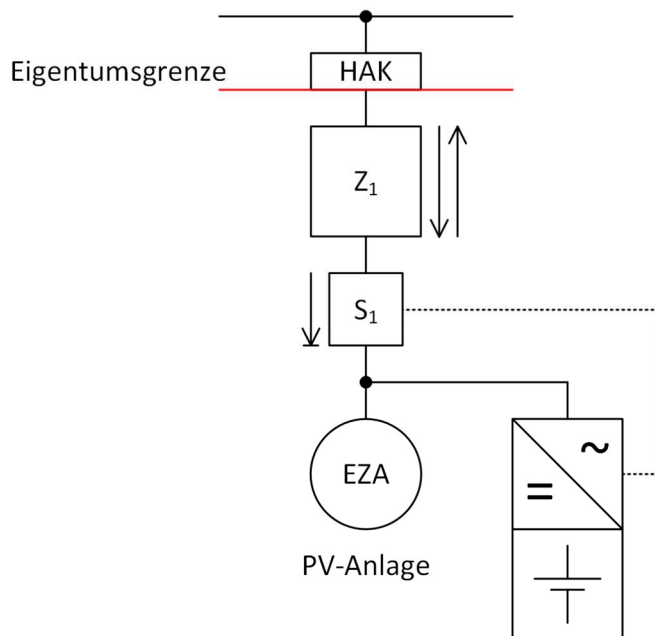 Eigentumsgrenze
HAK
Z₁
S₁
EZA
~
=
PV-Anlage